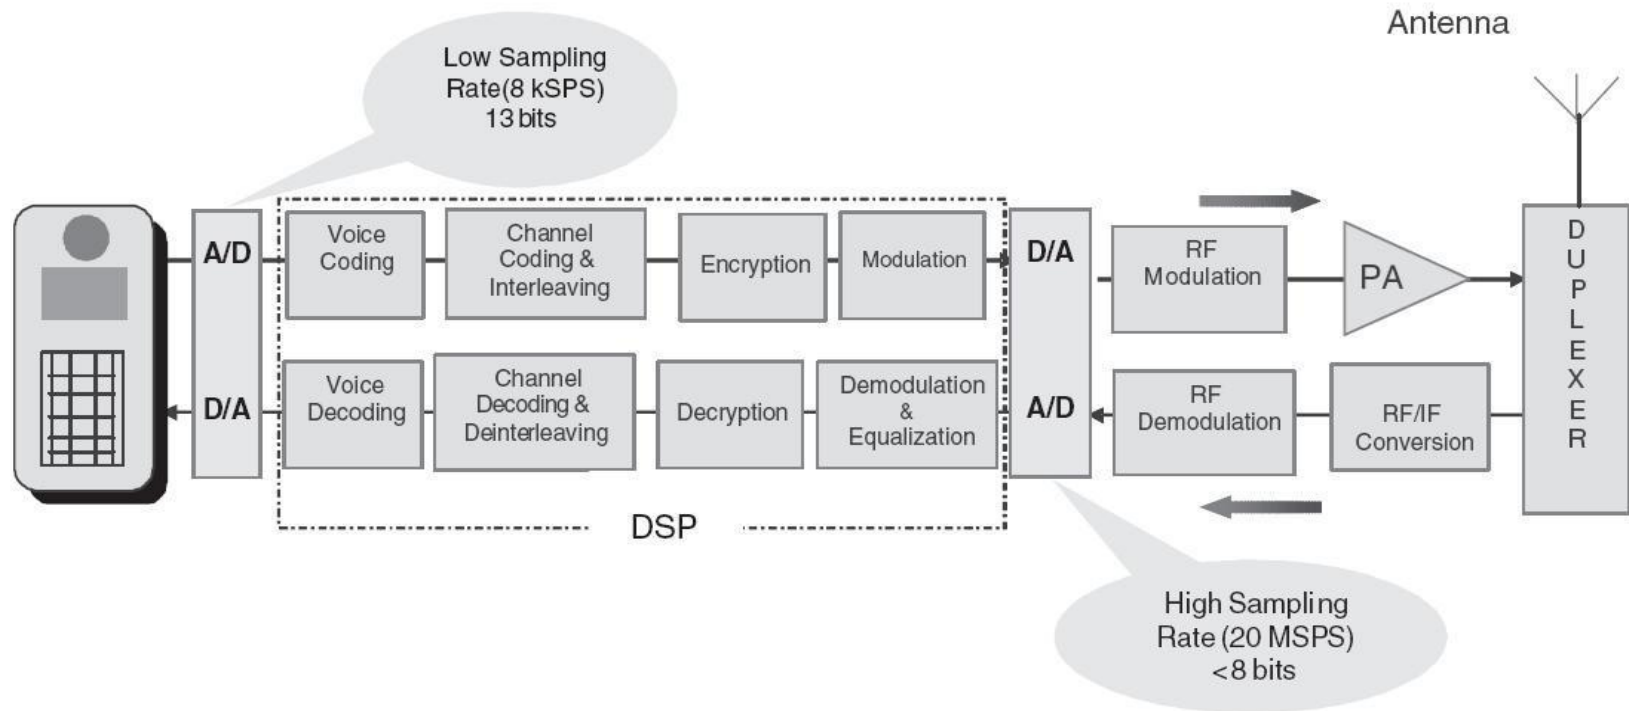 Antenna
Low Sampling
Rate(8 kSPS)
13 bits
A/D
Voice
Coding
Channel
Coding &
Interleaving
Encryption
Modulation
D/A
RF
Modulation
PA
DUPLEXER
D/A
Voice
Decoding
Channel
Decoding &
Deinterleaving
Decryption
Demodulation
&
Equalization
A/D
RF
Demodulation
RF/IF
Conversion
DSP
High Sampling
Rate (20 MSPS)
<8 bits